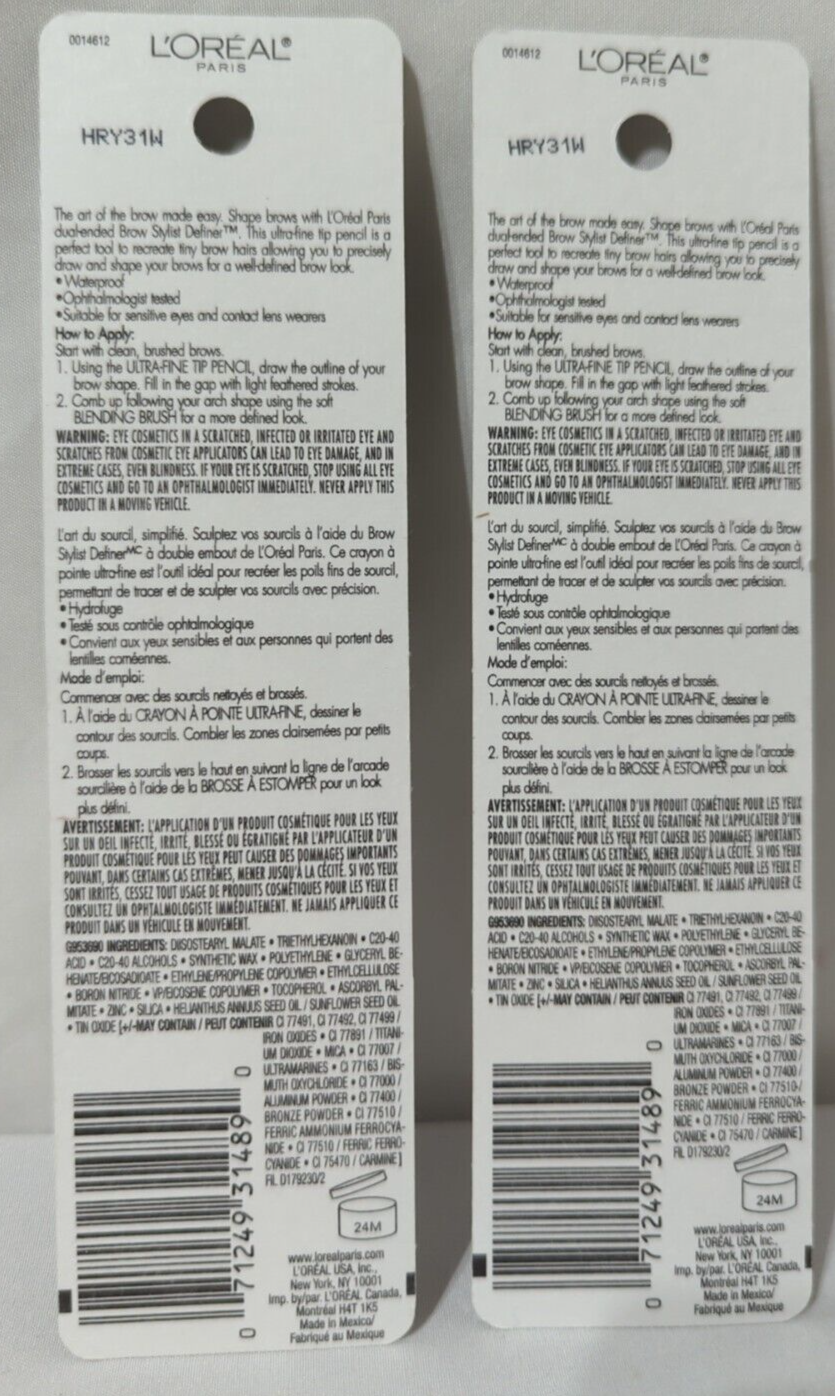 0014612
L'ORÉAL®
PARIS
HRY31W
The art of the brow made easy. Shape brows with L'Oréal Paris
dual-ended Brow Stylist Definer™. This ultra-fine tip pencil is a
perfect tool to recreate tiny brow hairs allowing you to precisely
draw and shape your brows for a well-defined brow look.
• Waterproof
•Ophthalmologist tested
•Suitable for sensitive eyes and contact lens wearers
How to Apply:
Start with clean, brushed brows.
1. Using the ULTRA-FINE TIP PENCIL, draw the outline of your
brow shape. Fill in the gap with light feathered strokes.
2. Comb up following your arch shape using the soft
BLENDING BRUSH for a more defined look.
WARNING: EYE COSMETICS IN A SCRATCHED, INFECTED OR IRRITATED EYE AND
SCRATCHES FROM COSMETIC EYE APPLICATORS CAN LEAD TO EYE DAMAGE, AND IN
EXTREME CASES, EVEN BLINDNESS. IF YOUR EYE IS SCRATCHED, STOP USING ALL EYE
COSMETICS AND GO TO AN OPHTHALMOLOGIST IMMEDIATELY. NEVER APPLY THIS
PRODUCT IN A MOVING VEHICLE.
L'art du sourcil, simplifié. Sculptez vos sourcils à l'aide du Brow
Stylist Definer<sup>MC</sup> à double embout de L'Oréal Paris. Ce crayon à
pointe ultra-fine est l'outil idéal pour recréer les poils fins de sourcil,
permettant de tracer et de sculpter vos sourcils avec précision.
• Hydrofuge
• Testé sous contrôle ophtalmologique
• Convient aux yeux sensibles et aux personnes qui portent des
lentilles cornéennes.
Mode d'emploi:
Commencer avec des sourcils nettoyés et brossés.
1. À l'aide du CRAYON À POINTE ULTRA-FINE, dessiner le
contour des sourcils. Combler les zones clairsemées par petits
coups.
2. Brosser les sourcils vers le haut en suivant la ligne de l'arcade
sourcilière à l'aide de la BROSSE À ESTOMPER pour un look
plus défini.
AVERTISSEMENT: L'APPLICATION D'UN PRODUIT COSMÉTIQUE POUR LES YEUX
SUR UN OEIL INFECTÉ, IRRITÉ, BLESSÉ OU ÉGRATIGNÉ PAR L'APPLICATEUR D'UN
PRODUIT COSMÉTIQUE POUR LES YEUX PEUT CAUSER DES DOMMAGES IMPORTANTS
POUVANT, DANS CERTAINS CAS EXTRÊMES, MENER JUSQU'À LA CÉCITÉ. SI VOS YEUX
SONT IRRITÉS, CESSEZ TOUT USAGE DE PRODUITS COSMÉTIQUES POUR LES YEUX ET
CONSULTEZ UN OPHTALMOLOGISTE IMMÉDIATEMENT. NE JAMAIS APPLIQUER CE
PRODUIT DANS UN VÉHICULE EN MOUVEMENT.
G953690 INGREDIENTS: DIISOSTEARYL MALATE • TRIETHYLHEXANOIN • C20-40
ACID • C20-40 ALCOHOLS • SYNTHETIC WAX • POLYETHYLENE • GLYCERYL BE-
HENATE/EICOSADIOATE • ETHYLENE/PROPYLENE COPOLYMER • ETHYLCELLULOSE
• BORON NITRIDE • VP/EICOSENE COPOLYMER • TOCOPHEROL • ASCORBYL PAL-
MITATE • ZINC • SILICA • HELIANTHUS ANNUUS SEED OIL / SUNFLOWER SEED OIL
• TIN OXIDE [+/-MAY CONTAIN / PEUT CONTENIR CI 77491, CI 77492, CI 77499 /
IRON OXIDES • CI 77891 / TITANI-
UM DIOXIDE • MICA • CI 77007 /
ULTRAMARINES • CI 77163 / BIS-
MUTH OXYCHLORIDE • CI 77000 /
ALUMINUM POWDER • CI 77400 /
BRONZE POWDER • CI 77510 /
FERRIC AMMONIUM FERROCYA-
NIDE • CI 77510 / FERRIC FERRO-
CYANIDE • CI 75470 / CARMINE]
FIL D179230/2
0 71249 31489 0
24M
www.lorealparis.com
L'ORÉAL USA, Inc.,
New York, NY 10001
Imp. by/par. L'ORÉAL Canada,
Montréal H4T 1K5
Made in Mexico/
Fabriqué au Mexique
0014612
L'ORÉAL®
PARIS
HRY31W
The art of the brow made easy. Shape brows with L'Oréal Paris
dual-ended Brow Stylist Definer™. This ultra-fine tip pencil is a
perfect tool to recreate tiny brow hairs allowing you to precisely
draw and shape your brows for a well-defined brow look.
• Waterproof
•Ophthalmologist tested
•Suitable for sensitive eyes and contact lens wearers
How to Apply:
Start with clean, brushed brows.
1. Using the ULTRA-FINE TIP PENCIL, draw the outline of your
brow shape. Fill in the gap with light feathered strokes.
2. Comb up following your arch shape using the soft
BLENDING BRUSH for a more defined look.
WARNING: EYE COSMETICS IN A SCRATCHED, INFECTED OR IRRITATED EYE AND
SCRATCHES FROM COSMETIC EYE APPLICATORS CAN LEAD TO EYE DAMAGE, AND IN
EXTREME CASES, EVEN BLINDNESS. IF YOUR EYE IS SCRATCHED, STOP USING ALL EYE
COSMETICS AND GO TO AN OPHTHALMOLOGIST IMMEDIATELY. NEVER APPLY THIS
PRODUCT IN A MOVING VEHICLE.
L'art du sourcil, simplifié. Sculptez vos sourcils à l'aide du Brow
Stylist Definer<sup>MC</sup> à double embout de L'Oréal Paris. Ce crayon à
pointe ultra-fine est l'outil idéal pour recréer les poils fins de sourcil,
permettant de tracer et de sculpter vos sourcils avec précision.
• Hydrofuge
• Testé sous contrôle ophtalmologique
• Convient aux yeux sensibles et aux personnes qui portent des
lentilles cornéennes.
Mode d'emploi:
Commencer avec des sourcils nettoyés et brossés.
1. À l'aide du CRAYON À POINTE ULTRA-FINE, dessiner le
contour des sourcils. Combler les zones clairsemées par petits
coups.
2. Brosser les sourcils vers le haut en suivant la ligne de l'arcade
sourcilière à l'aide de la BROSSE À ESTOMPER pour un look
plus défini.
AVERTISSEMENT: L'APPLICATION D'UN PRODUIT COSMÉTIQUE POUR LES YEUX
SUR UN OEIL INFECTÉ, IRRITÉ, BLESSÉ OU ÉGRATIGNÉ PAR L'APPLICATEUR D'UN
PRODUIT COSMÉTIQUE POUR LES YEUX PEUT CAUSER DES DOMMAGES IMPORTANTS
POUVANT, DANS CERTAINS CAS EXTRÊMES, MENER JUSQU'À LA CÉCITÉ. SI VOS YEUX
SONT IRRITÉS, CESSEZ TOUT USAGE DE PRODUITS COSMÉTIQUES POUR LES YEUX ET
CONSULTEZ UN OPHTALMOLOGISTE IMMÉDIATEMENT. NE JAMAIS APPLIQUER CE
PRODUIT DANS UN VÉHICULE EN MOUVEMENT.
G953690 INGREDIENTS: DIISOSTEARYL MALATE • TRIETHYLHEXANOIN • C20-40
ACID • C20-40 ALCOHOLS • SYNTHETIC WAX • POLYETHYLENE • GLYCERYL BE-
HENATE/EICOSADIOATE • ETHYLENE/PROPYLENE COPOLYMER • ETHYLCELLULOSE
• BORON NITRIDE • VP/EICOSENE COPOLYMER • TOCOPHEROL • ASCORBYL PAL-
MITATE • ZINC • SILICA • HELIANTHUS ANNUUS SEED OIL / SUNFLOWER SEED OIL
• TIN OXIDE [+/-MAY CONTAIN / PEUT CONTENIR CI 77491, CI 77492, CI 77499 /
IRON OXIDES • CI 77891 / TITANI-
UM DIOXIDE • MICA • CI 77007 /
ULTRAMARINES • CI 77163 / BIS-
MUTH OXYCHLORIDE • CI 77000 /
ALUMINUM POWDER • CI 77400 /
BRONZE POWDER • CI 77510 /
FERRIC AMMONIUM FERROCYA-
NIDE • CI 77510 / FERRIC FERRO-
CYANIDE • CI 75470 / CARMINE]
FIL D179230/2
0 71249 31489 0
24M
www.lorealparis.com
L'ORÉAL USA, Inc.,
New York, NY 10001
Imp. by/par. L'ORÉAL Canada,
Montréal H4T 1K5
Made in Mexico/
Fabriqué au Mexique